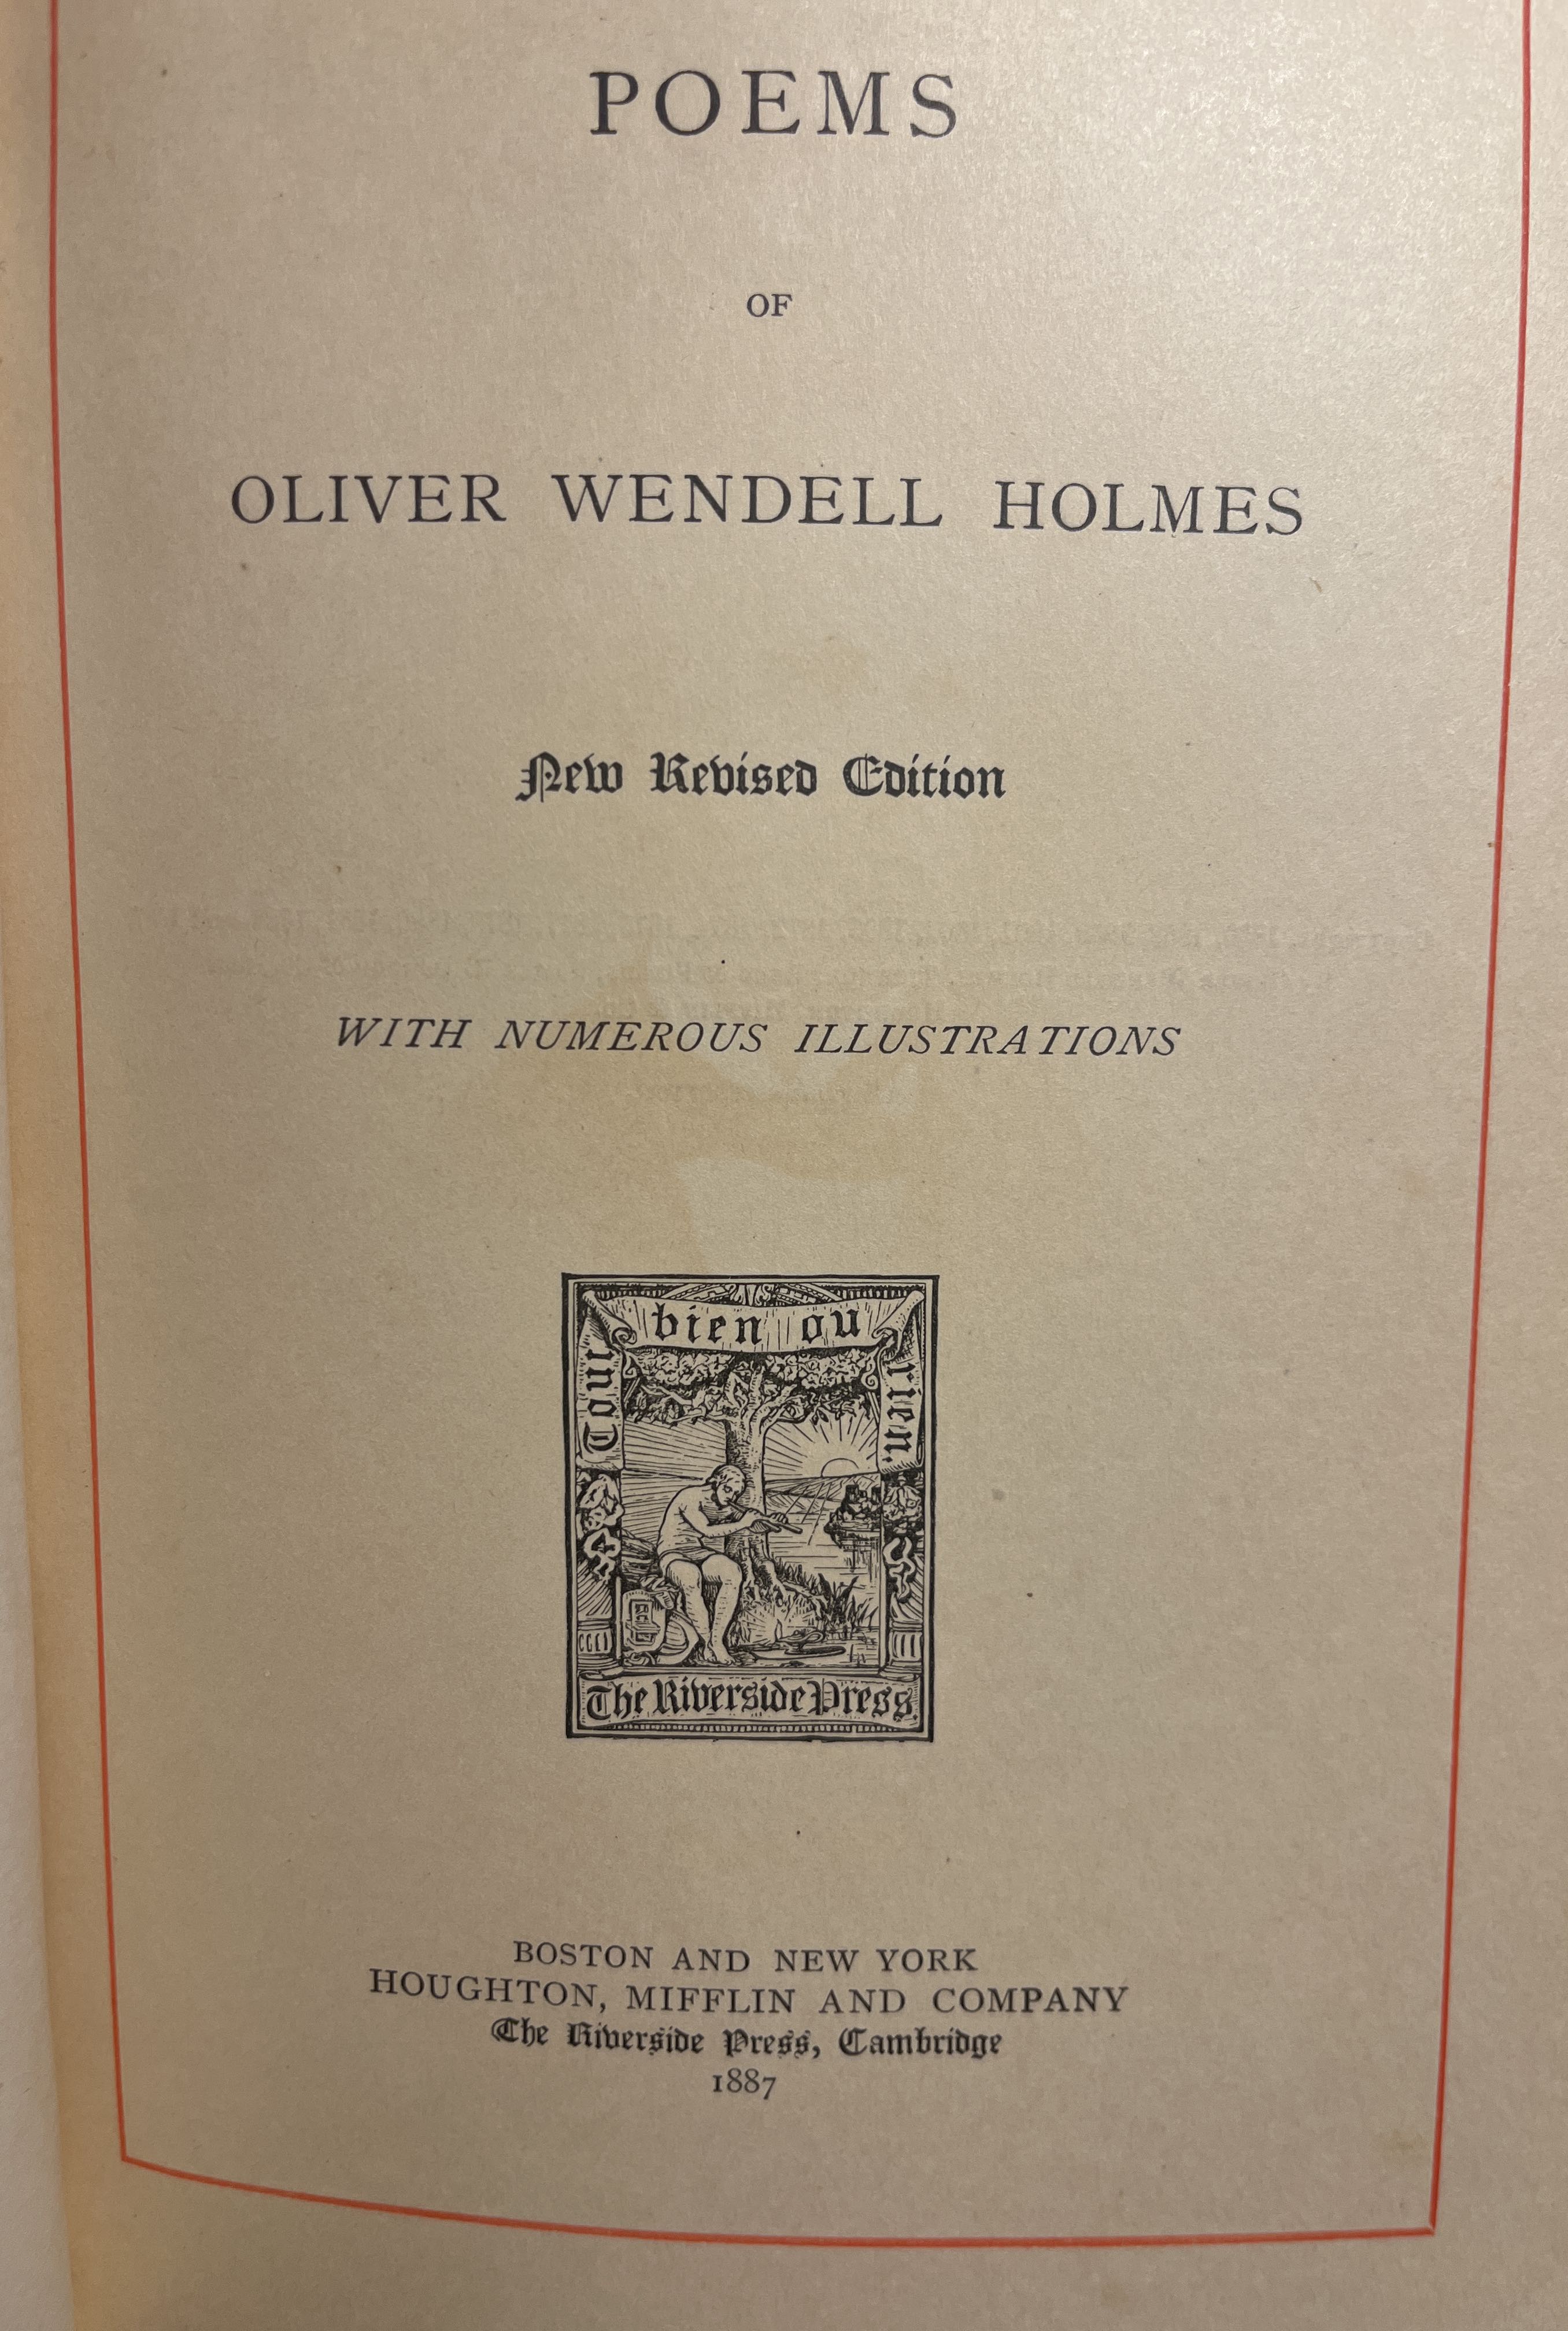 POEMS
OF
OLIVER WENDELL HOLMES
New Revised Edition
WITH NUMEROUS ILLUSTRATIONS
Tout
bien ou
rien.
The Riverside Press.
BOSTON AND NEW YORK
HOUGHTON, MIFFLIN AND COMPANY
The Riverside Press, Cambridge
1887